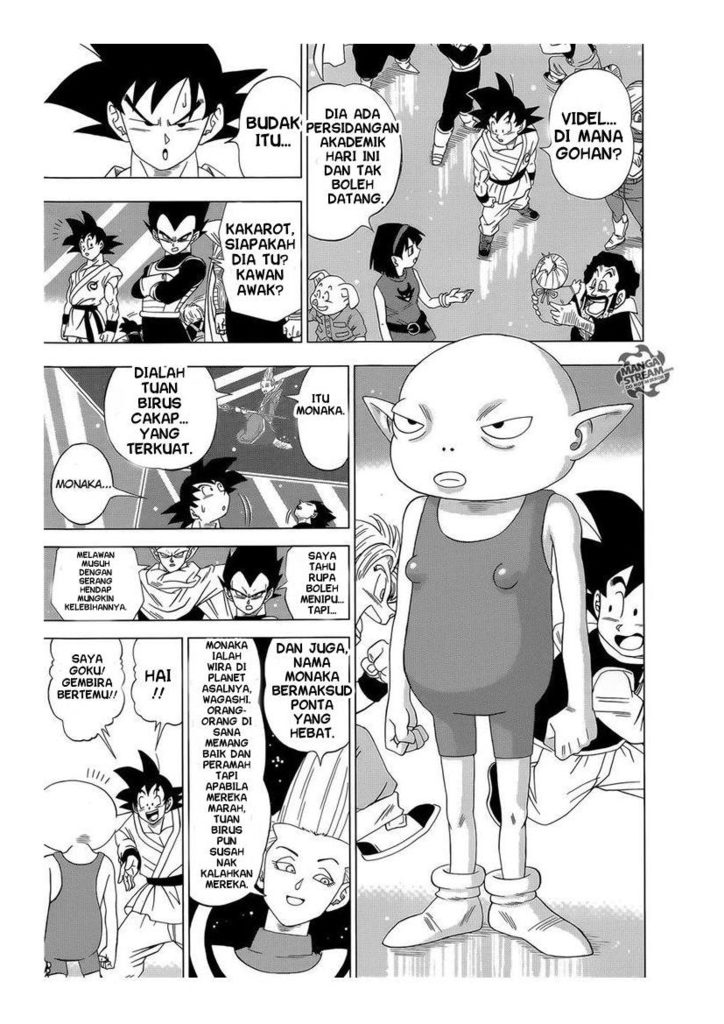 VIDEL...
DI MANA
GOHAN?
DIA ADA
PERSIDANGAN
AKADEMIK
HARI INI
DAN TAK
BOLEH
DATANG.
BUDAK
ITU...
KAKAROT,
SIAPAKAH
DIA TU?
KAWAN
AWAK?
MANGA
STREAM
ITU
MONAKA.
DIALAH
TUAN
BIRUS
CAKAP...
YANG
TERKUAT.
MONAKA...
SAYA
TAHU
RUPA
BOLEH
MENIPU...
TAPI...
MELAWAN
MUSUH
DENGAN
SERANG
HENDAP
MUNGKIN
KELEBIHANNYA.
DAN JUGA,
NAMA
MONAKA
BERMAKSUD
PONTA
YANG
HEBAT.
MONAKA
IALAH
WIRA DI
PLANET
ASALNYA,
WAGASHI.
ORANG-
ORANG DI
SANA
MEMANG
BAIK DAN
PERAMAH
TAPI
APABILA
MEREKA
MARAH,
TUAN
BIRUS
PUN
SUSAH
NAK
KALAHKAN
MEREKA.
HAI
!!
SAYA
GOKU!
GEMBIRA
BERTEMU!!